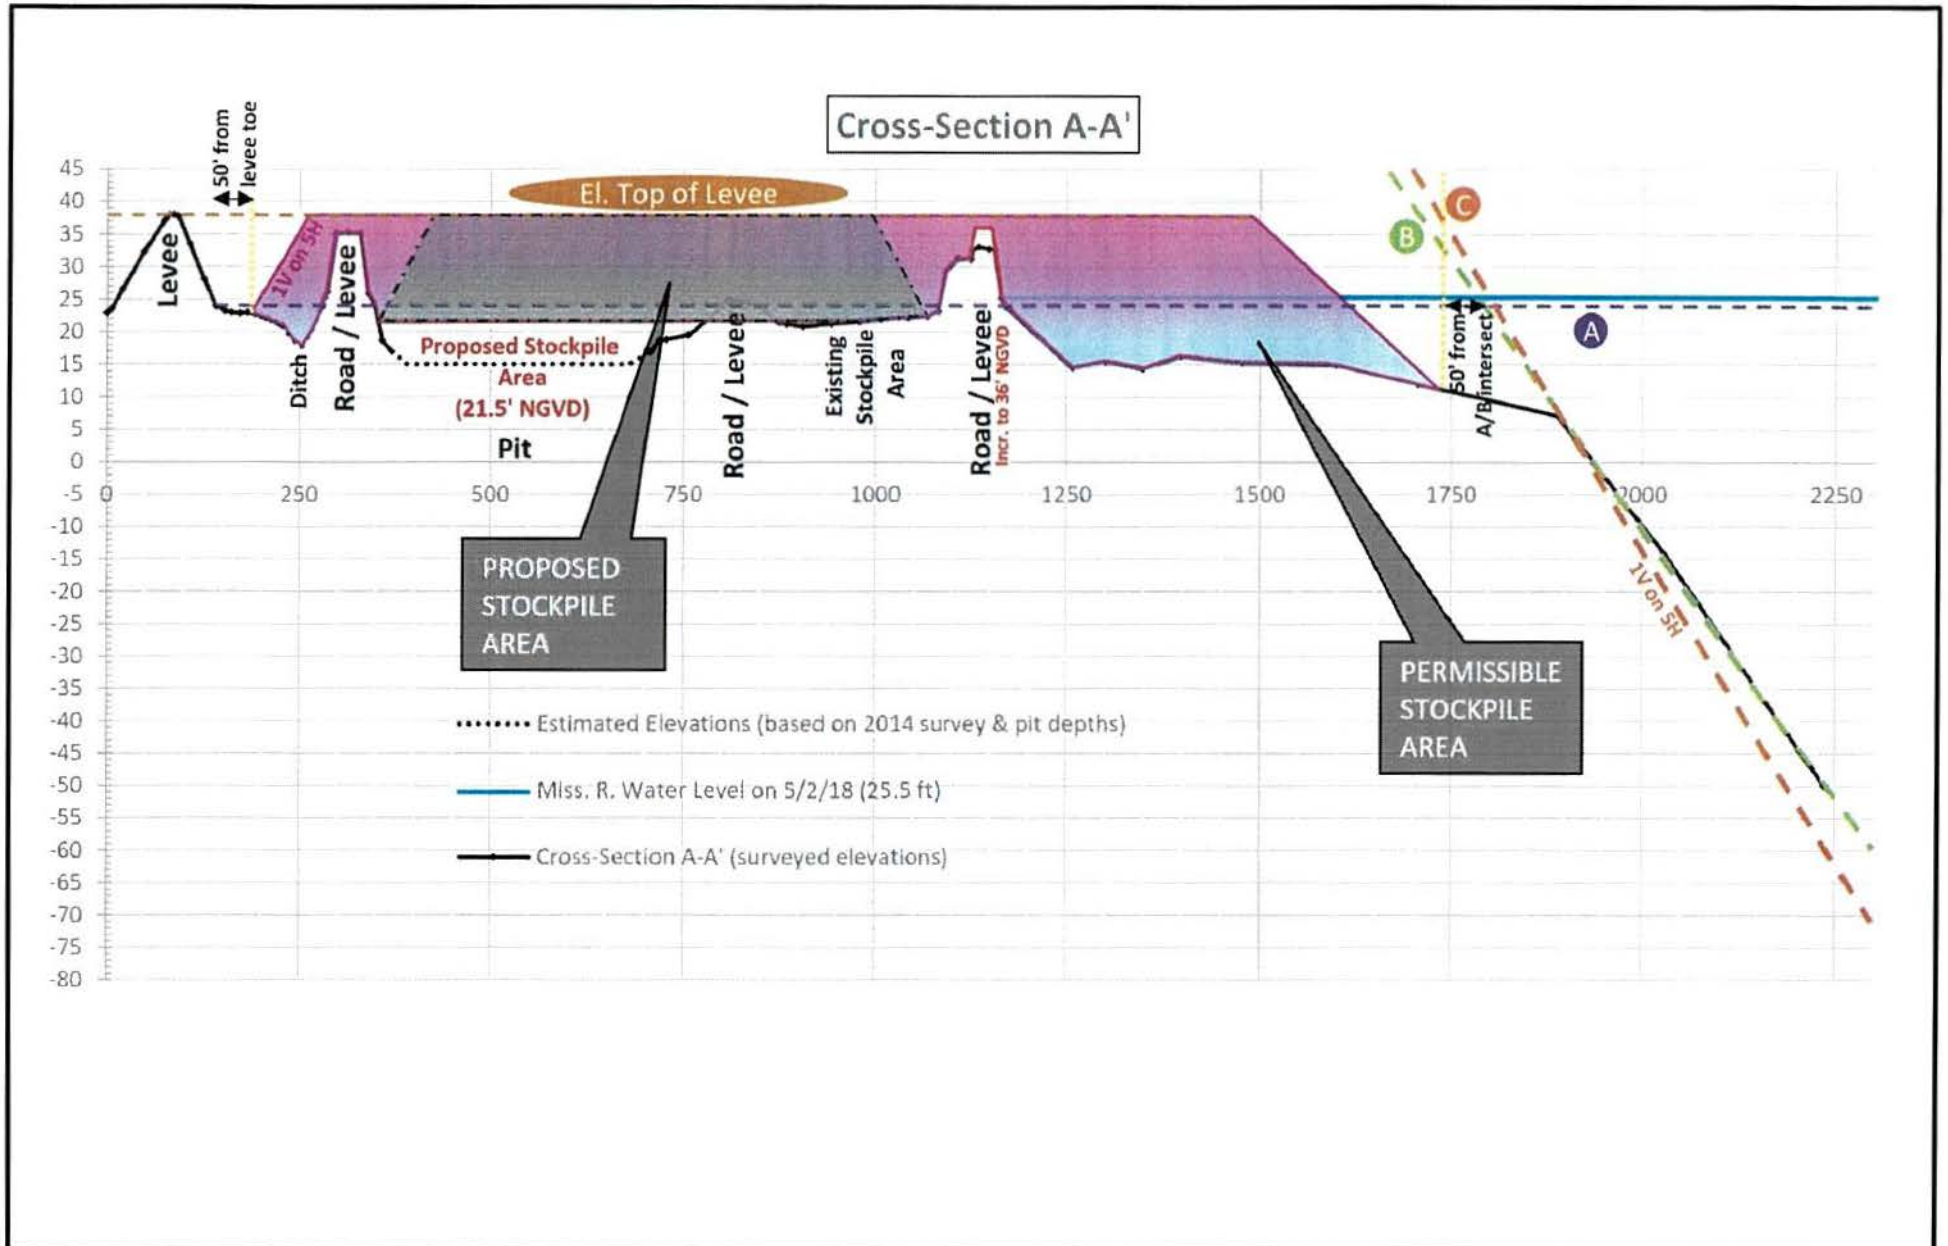 Cross-Section A-A'
50' from
levee toe
El. Top of Levee
45
40
35
30
25
20
15
10
5
0
-5
-10
-15
-20
-25
-30
-35
-40
-45
-50
-55
-60
-65
-70
-75
-80
0
250
500
750
1000
1250
1500
1750
2000
2250
Levee
1V on 5H
Ditch
Road / Levee
Proposed Stockpile
Area
(21.5' NGVD)
Pit
Road / Levee
Existing
Stockpile
Area
Road / Levee
Incr. to 36' NGVD
B
C
A
50' from
A/B intersect
1V on 5H
PROPOSED
STOCKPILE
AREA
PERMISSIBLE
STOCKPILE
AREA
Estimated Elevations (based on 2014 survey & pit depths)
Miss. R. Water Level on 5/2/18 (25.5 ft)
Cross-Section A-A' (surveyed elevations)